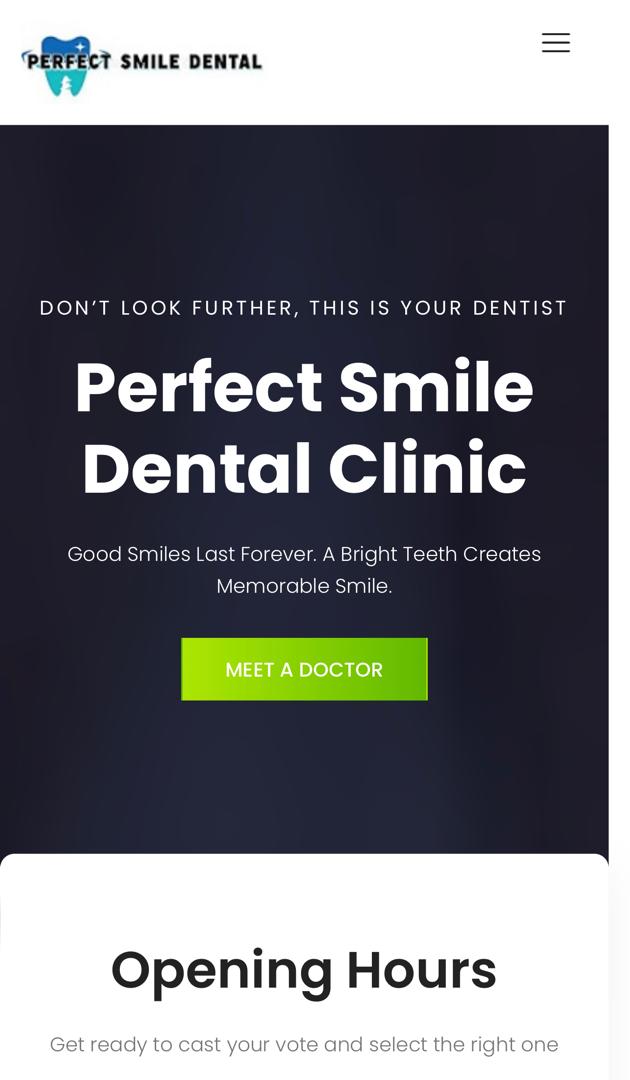 PERFECT SMILE DENTAL
DON’T LOOK FURTHER, THIS IS YOUR DENTIST
Perfect Smile
Dental Clinic
Good Smiles Last Forever. A Bright Teeth Creates
Memorable Smile.
MEET A DOCTOR
Opening Hours
Get ready to cast your vote and select the right one